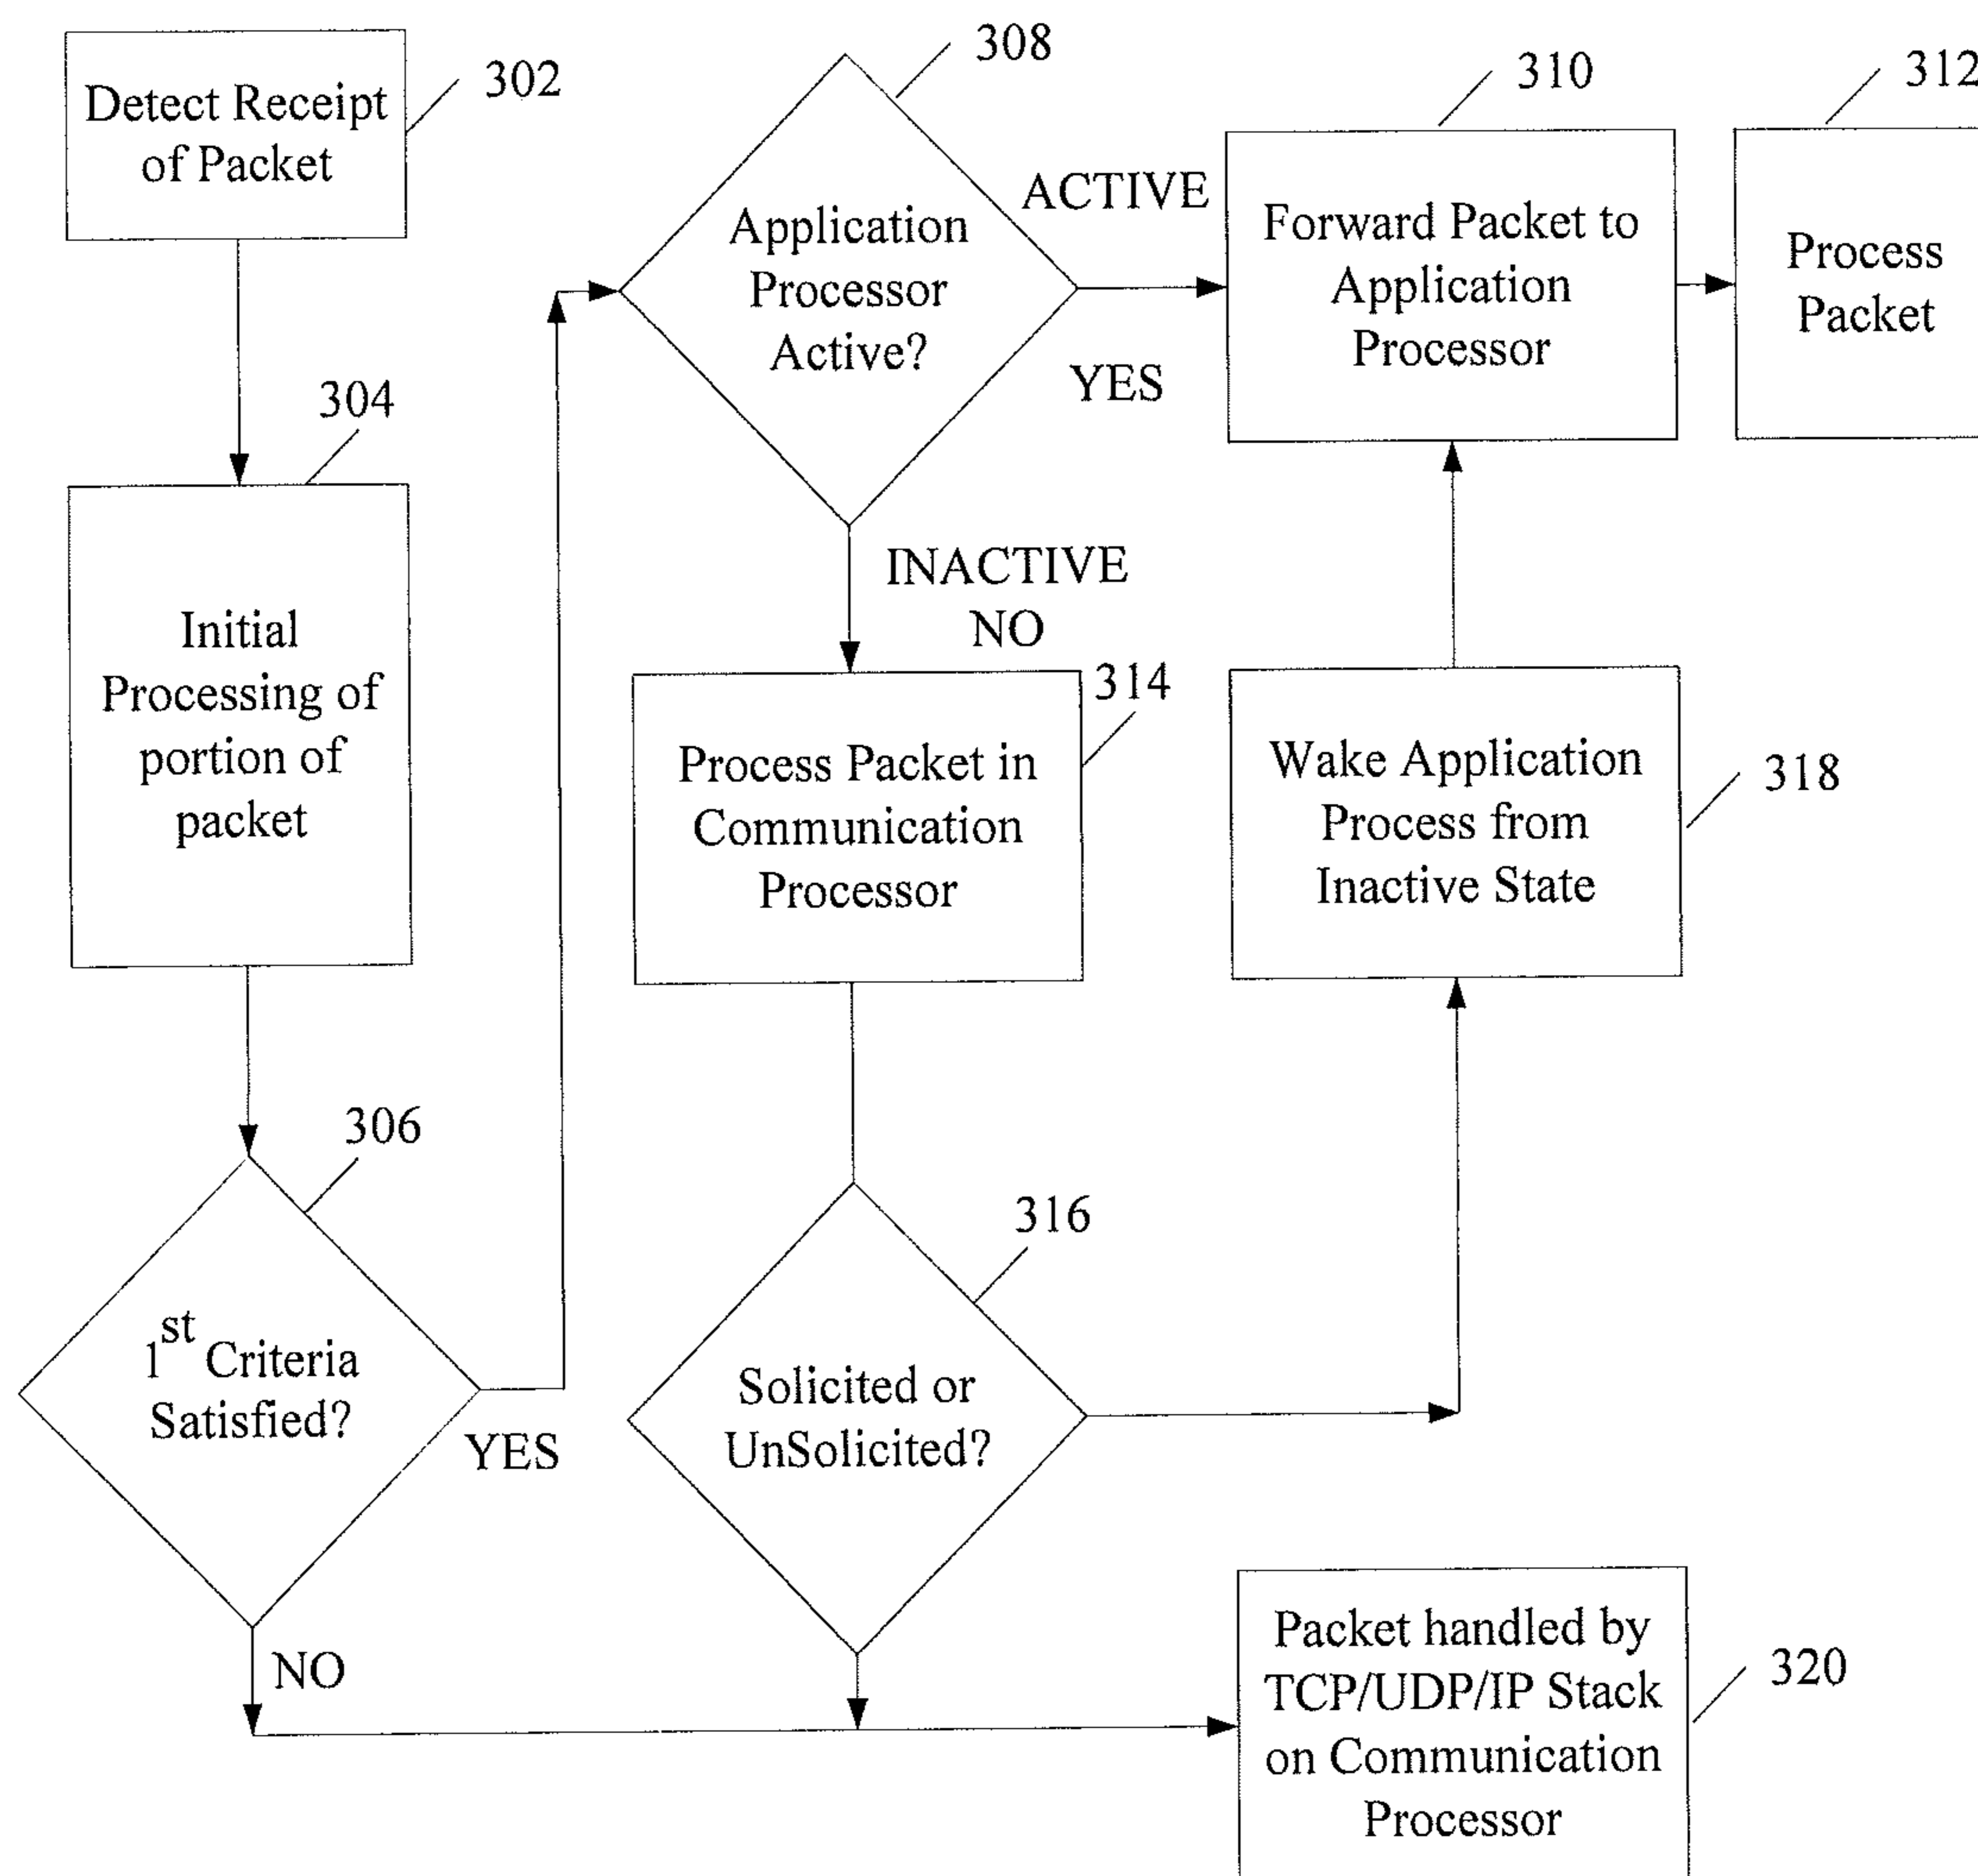 Detect Receipt
of Packet
302
304
Initial
Processing of
portion of
packet
306
1st Criteria
Satisfied?
YES
NO
308
Application
Processor
Active?
ACTIVE
YES
INACTIVE
NO
310
Forward Packet to
Application
Processor
312
Process
Packet
314
Process Packet in
Communication
Processor
316
Solicited or
UnSolicited?
318
Wake Application
Process from
Inactive State
320
Packet handled by
TCP/UDP/IP Stack
on Communication
Processor